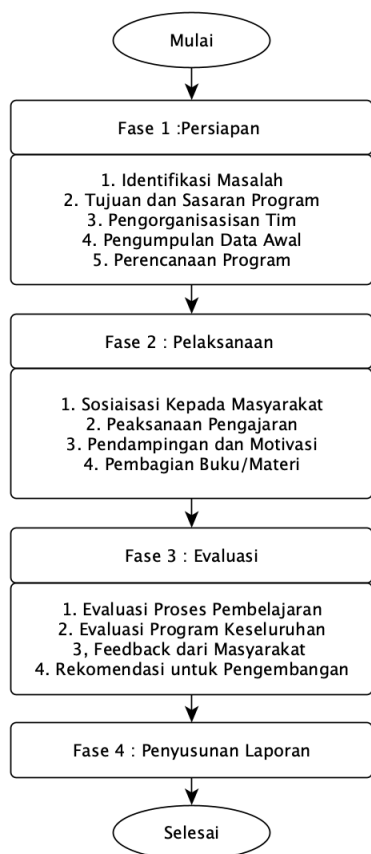 Mulai
Fase 1 :Persiapan
1. Identifikasi Masalah
2. Tujuan dan Sasaran Program
3. Pengorganisasisan Tim
4. Pengumpulan Data Awal
5. Perencanaan Program
Fase 2 : Pelaksanaan
1. Sosiaisasi Kepada Masyarakat
2. Peaksanaan Pengajaran
3. Pendampingan dan Motivasi
4. Pembagian Buku/Materi
Fase 3 : Evaluasi
1. Evaluasi Proses Pembelajaran
2. Evaluasi Program Keseluruhan
3, Feedback dari Masyarakat
4. Rekomendasi untuk Pengembangan
Fase 4 : Penyusunan Laporan
Selesai